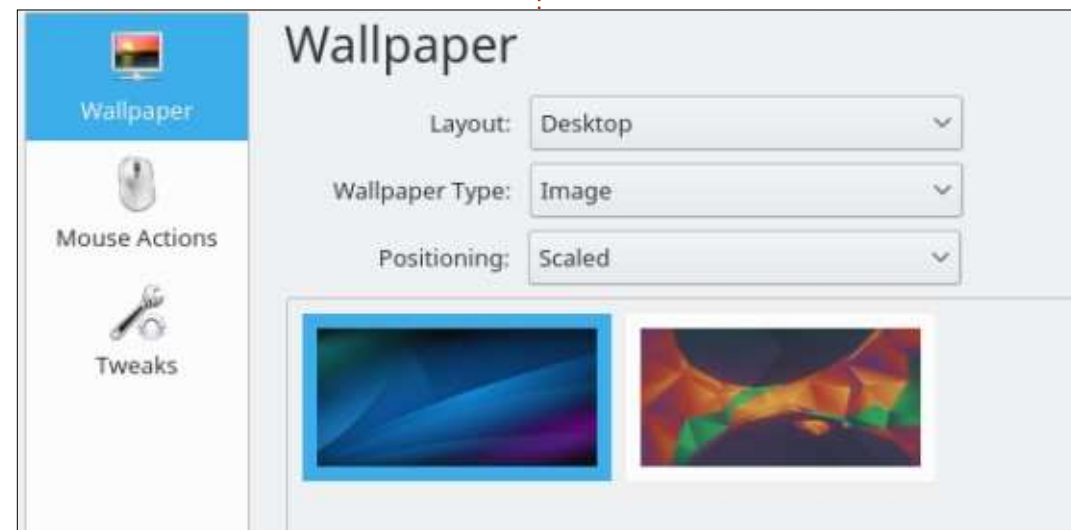 Wallpaper
Mouse Actions
Tweaks
Wallpaper
Layout: Desktop
Wallpaper Type: Image
Positioning: Scaled